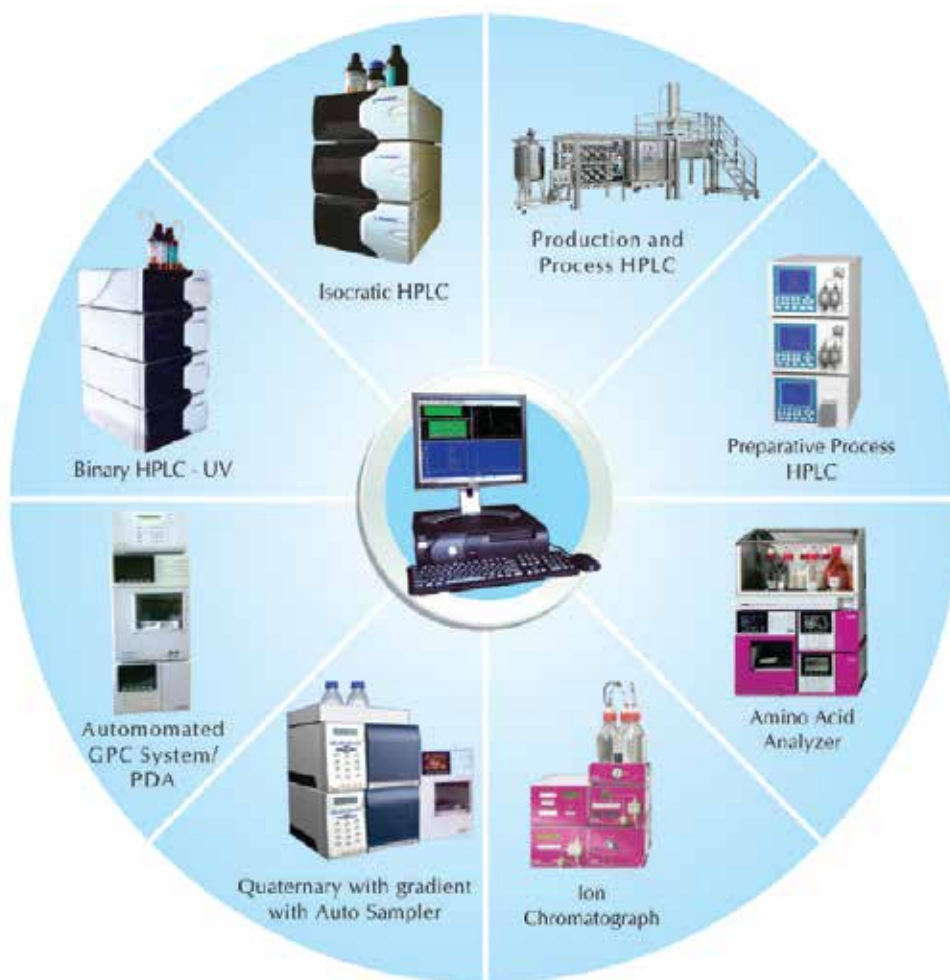 Isocratic HPLC
Production and
Process HPLC
Preparative Process
HPLC
Amino Acid
Analyzer
Ion
Chromatograph
Quaternary with gradient
with Auto Sampler
Automomated
GPC System/
PDA
Binary HPLC - UV